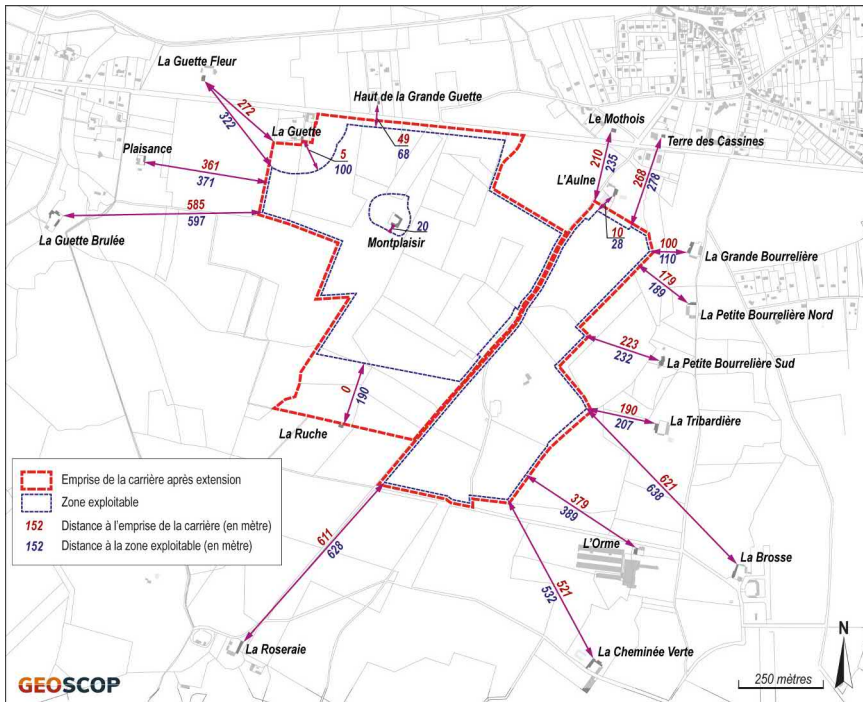 La Guette Fleur
272
322
La Guette
Haut de la Grande Guette
49
68
Le Mothois
Terre des Cassines
Plaisance
361
371
5
100
210
235
268
278
L'Aulne
585
597
La Guette Brulée
20
Montplaisir
10
28
100
110
La Grande Bourrelière
179
189
La Petite Bourrelière Nord
223
232
La Petite Bourrelière Sud
0
190
190
207
La Tribardière
La Ruche
Emprise de la carrière après extension
Zone exploitable
152 Distance à l'emprise de la carrière (en mètre)
152 Distance à la zone exploitable (en mètre)
621
638
379
389
611
628
L'Orme
La Brosse
521
532
La Roseraie
La Cheminée Verte
N
250 mètres
GEOSCOP